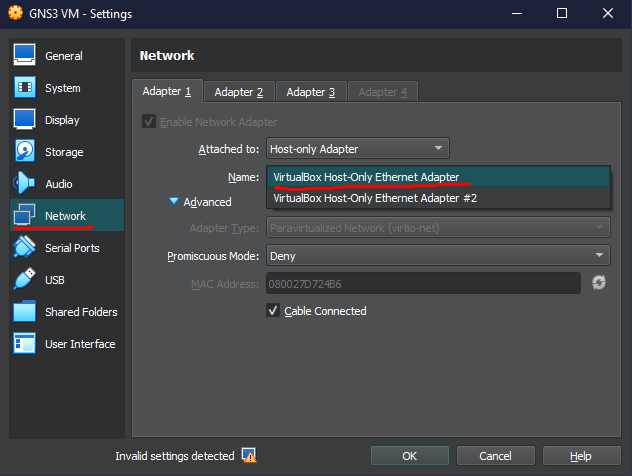 GNS3 VM - Settings
General
System
Display
Storage
Audio
Network
Serial Ports
USB
Shared Folders
User Interface
Network
Adapter 1
Adapter 2
Adapter 3
Adapter 4
Enable Network Adapter
Attached to: Host-only Adapter
Name: VirtualBox Host-Only Ethernet Adapter
VirtualBox Host-Only Ethernet Adapter #2
Advanced
Adapter Type: Paravirtualized Network (virtio-net)
Promiscuous Mode: Deny
MAC Address: 080027D724B6
Cable Connected
Invalid settings detected
OK
Cancel
Help